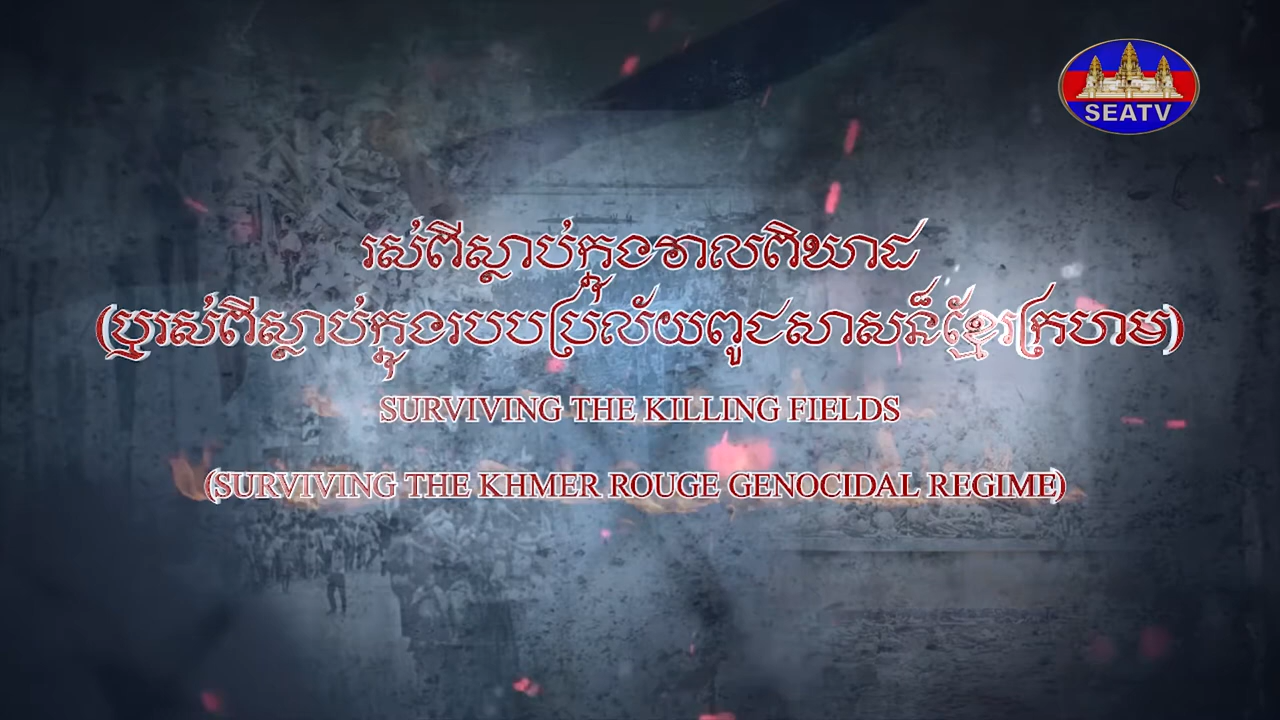 SEATV
រស់ពីស្លាប់ក្នុងវាលពិឃាដ
(ឬរស់ពីស្លាប់ក្នុងរបបប្រល័យពូជសាសន៍ខ្មែរក្រហម)
SURVIVING THE KILLING FIELDS
(SURVIVING THE KHMER ROUGE GENOCIDAL REGIME)